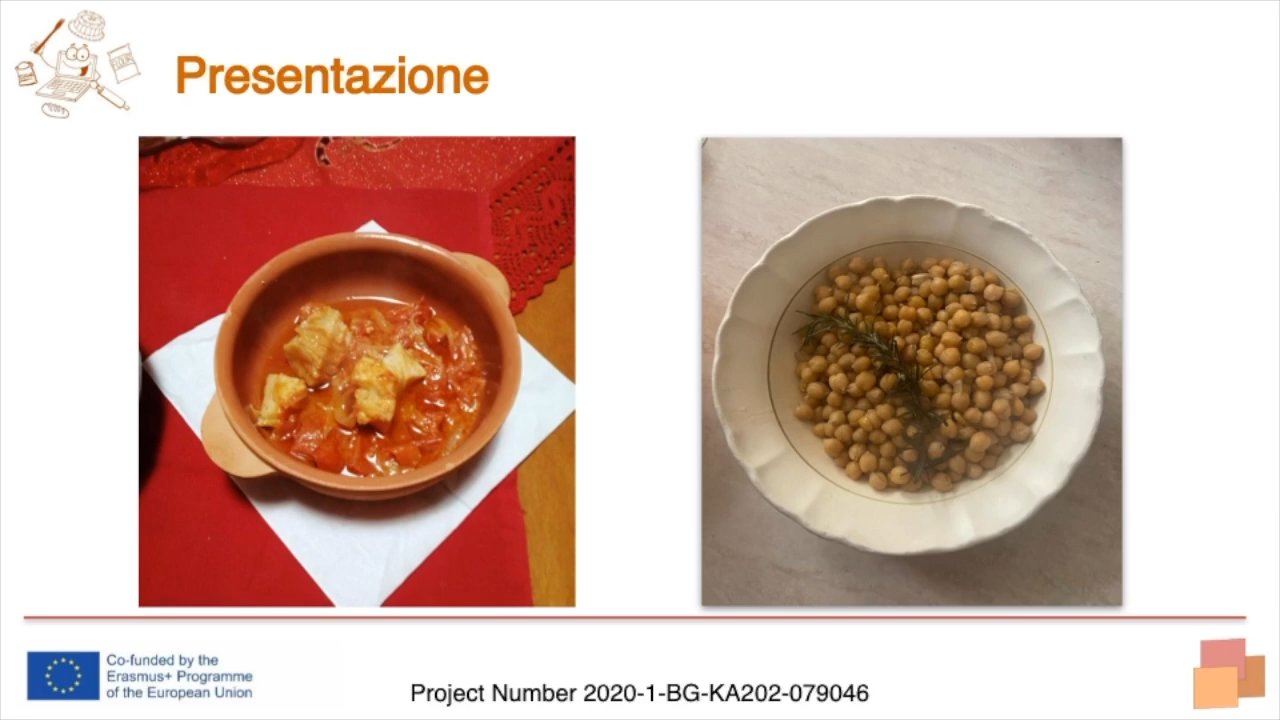 Presentazione
Co-funded by the
Erasmus+ Programme
of the European Union
Project Number 2020-1-BG-KA202-079046